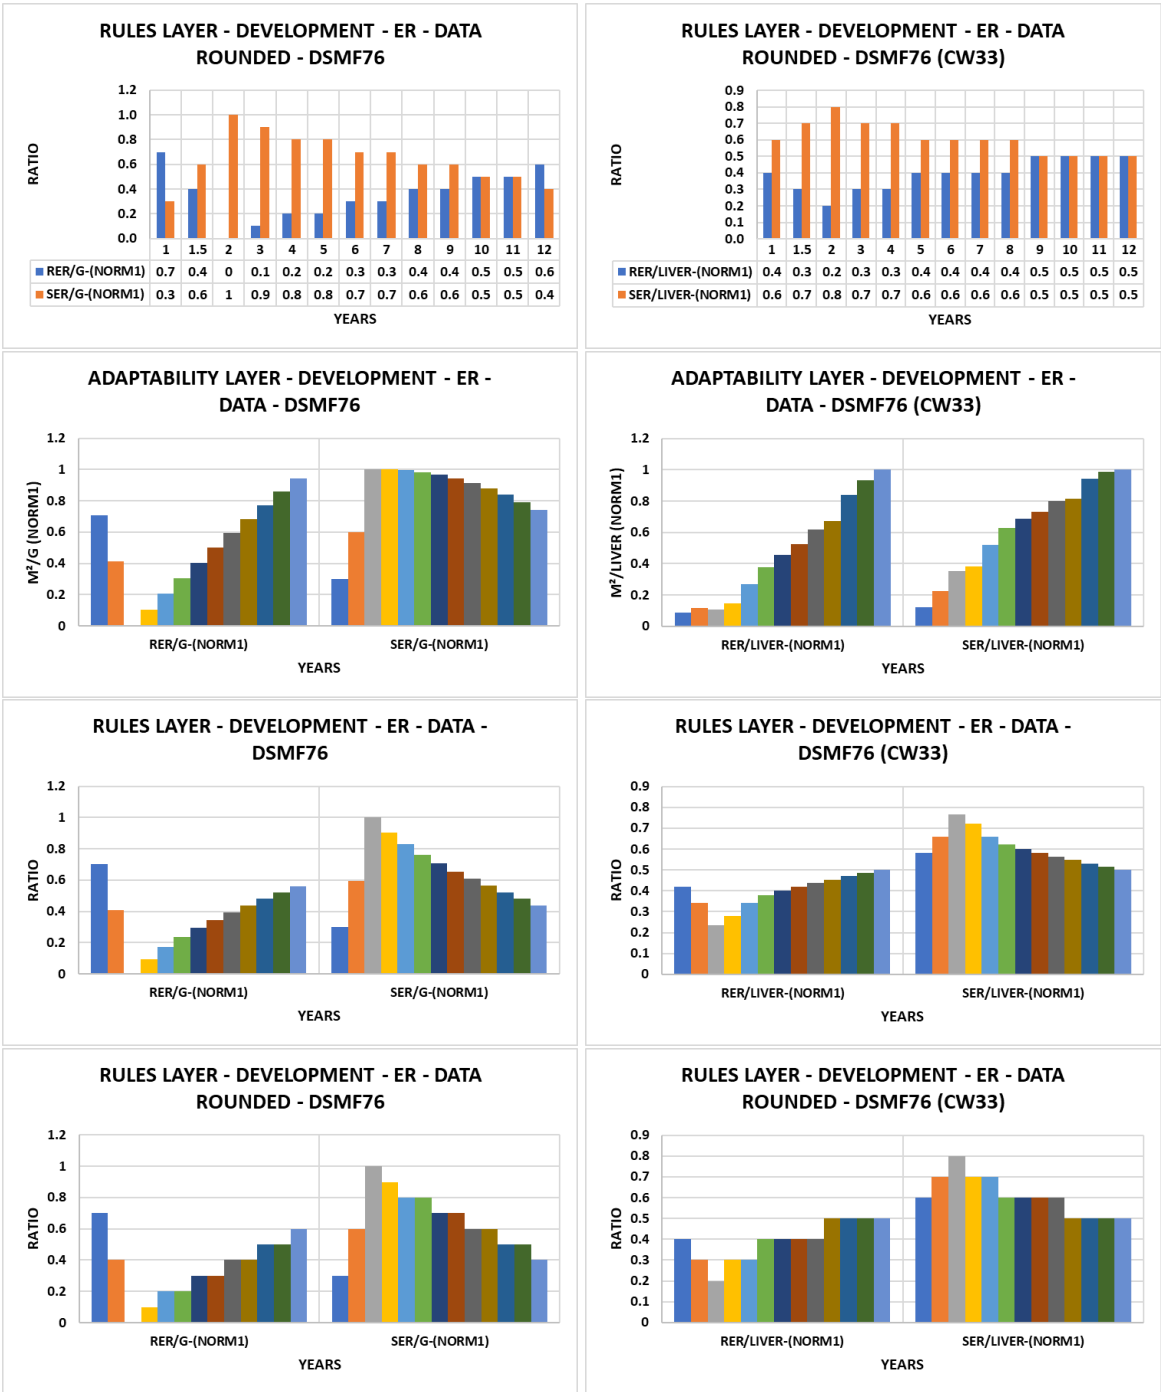 RULES LAYER - DEVELOPMENT - ER - DATA
ROUNDED - DSMF76
RATIO
1.2
1.0
0.8
0.6
0.4
0.2
0.0
1 1.5 2 3 4 5 6 7 8 9 10 11 12
RER/G-(NORM1) 0.7 0.4 0 0.1 0.2 0.2 0.3 0.3 0.4 0.4 0.5 0.5 0.6
SER/G-(NORM1) 0.3 0.6 1 0.9 0.8 0.8 0.7 0.7 0.6 0.6 0.5 0.5 0.4
YEARS
RULES LAYER - DEVELOPMENT - ER - DATA
ROUNDED - DSMF76 (CW33)
RATIO
0.9
0.8
0.7
0.6
0.5
0.4
0.3
0.2
0.1
0.0
1 1.5 2 3 4 5 6 7 8 9 10 11 12
RER/LIVER-(NORM1) 0.4 0.3 0.2 0.3 0.3 0.4 0.4 0.4 0.4 0.5 0.5 0.5 0.5
SER/LIVER-(NORM1) 0.6 0.7 0.8 0.7 0.7 0.6 0.6 0.6 0.6 0.5 0.5 0.5 0.5
YEARS
ADAPTABILITY LAYER - DEVELOPMENT - ER -
DATA - DSMF76
M²/G (NORM1)
1.2
1
0.8
0.6
0.4
0.2
0
RER/G-(NORM1) SER/G-(NORM1)
YEARS
ADAPTABILITY LAYER - DEVELOPMENT - ER -
DATA - DSMF76 (CW33)
M²/LIVER (NORM1)
1.2
1
0.8
0.6
0.4
0.2
0
RER/LIVER-(NORM1) SER/LIVER-(NORM1)
YEARS
RULES LAYER - DEVELOPMENT - ER - DATA -
DSMF76
RATIO
1.2
1
0.8
0.6
0.4
0.2
0
RER/G-(NORM1) SER/G-(NORM1)
YEARS
RULES LAYER - DEVELOPMENT - ER - DATA -
DSMF76 (CW33)
RATIO
0.9
0.8
0.7
0.6
0.5
0.4
0.3
0.2
0.1
0
RER/LIVER-(NORM1) SER/LIVER-(NORM1)
YEARS
RULES LAYER - DEVELOPMENT - ER - DATA
ROUNDED - DSMF76
RATIO
1.2
1
0.8
0.6
0.4
0.2
0
RER/G-(NORM1) SER/G-(NORM1)
YEARS
RULES LAYER - DEVELOPMENT - ER - DATA
ROUNDED - DSMF76 (CW33)
RATIO
0.9
0.8
0.7
0.6
0.5
0.4
0.3
0.2
0.1
0
RER/LIVER-(NORM1) SER/LIVER-(NORM1)
YEARS